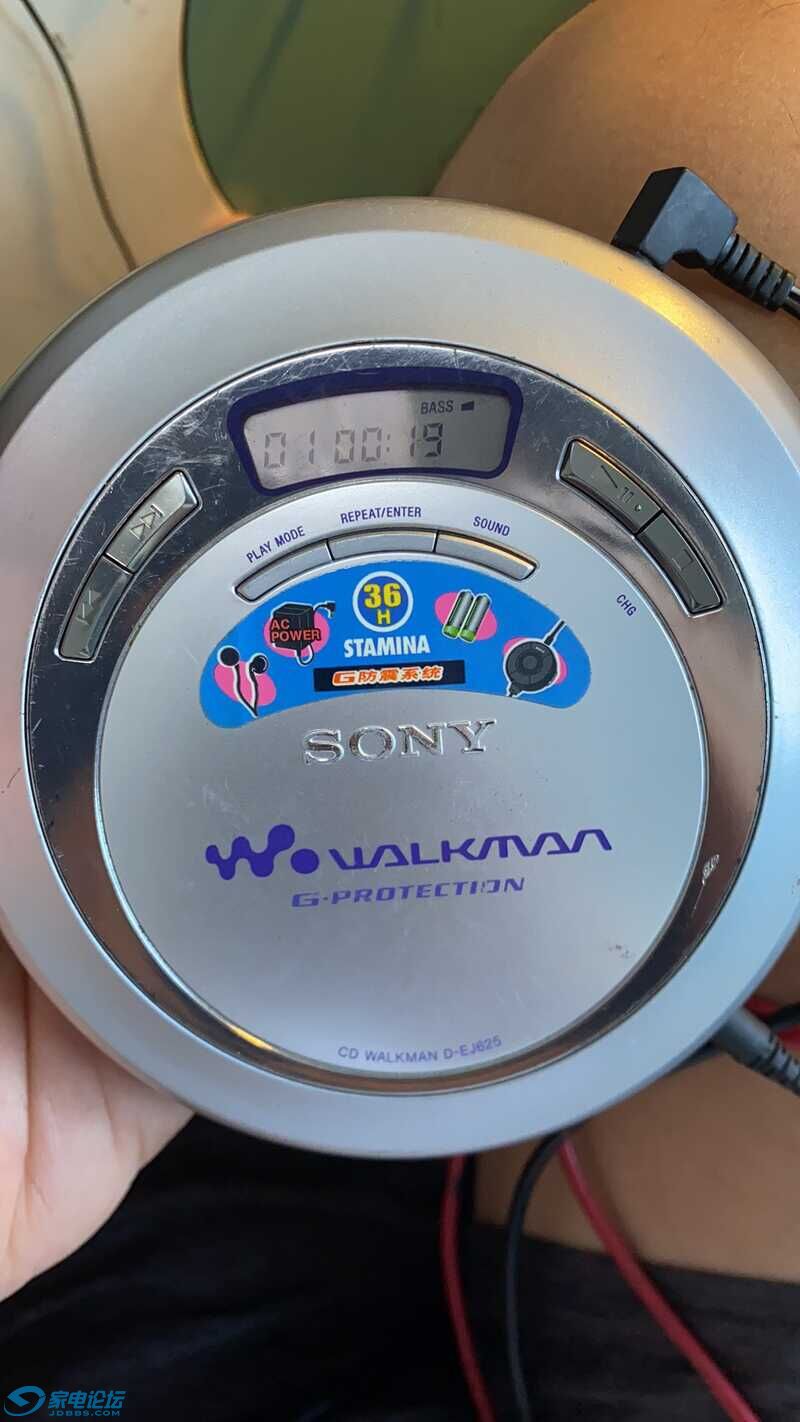 BASS
01 00:19
PLAY MODE
REPEAT/ENTER
SOUND
CHG
36
H
AC
POWER
STAMINA
G防震系统
SONY
WALKMAN
G-PROTECTION
CD WALKMAN D-EJ625
家电论坛
JDBBS.COM